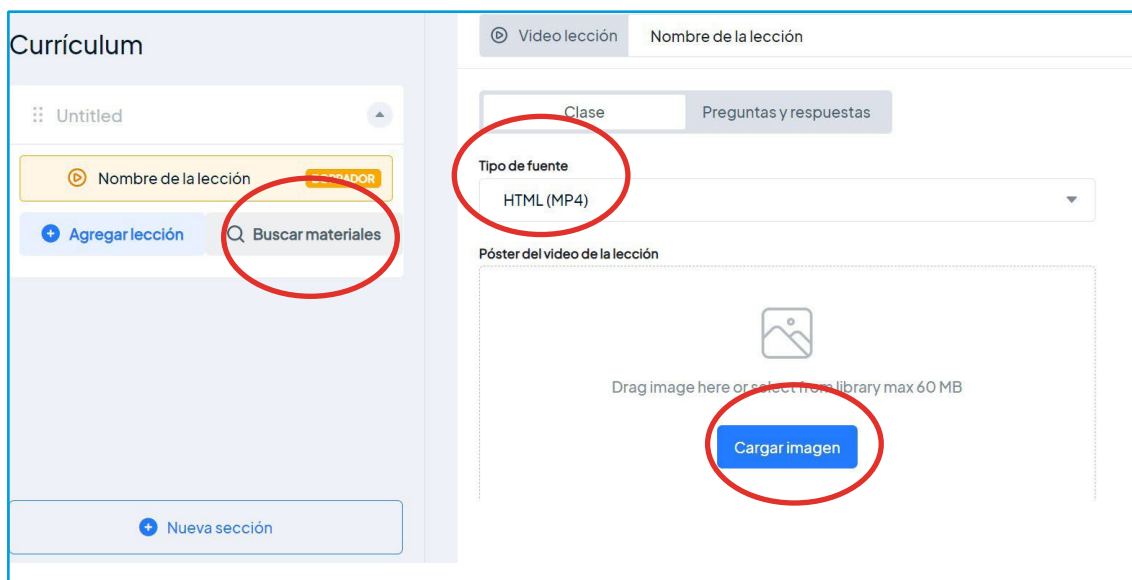 Currículum
Untitled
Nombre de la lección BORRADOR
Agregar lección Buscar materiales
Nueva sección
Video lección Nombre de la lección
Clase Preguntas y respuestas
Tipo de fuente
HTML (MP4)
Póster del video de la lección
Drag image here or select from library max 60 MB
Cargar imagen